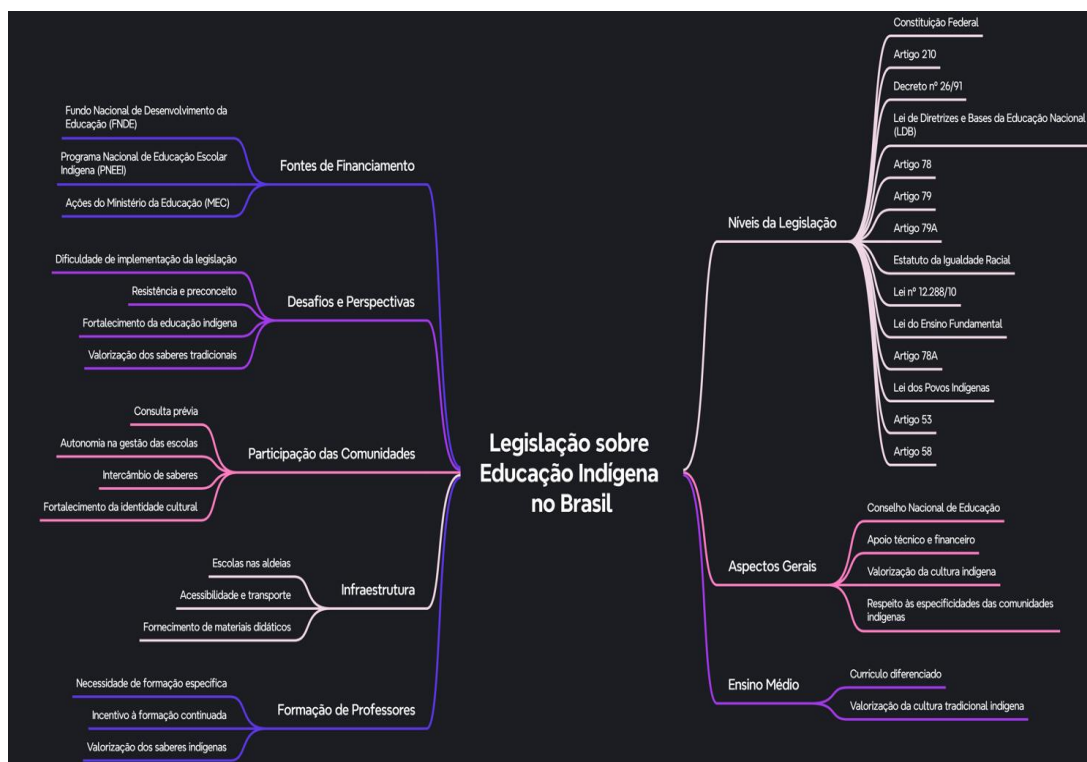 Legislação sobre
Educação Indígena
no Brasil
Fontes de Financiamento
Fundo Nacional de Desenvolvimento da
Educação (FNDE)
Programa Nacional de Educação Escolar
Indígena (PNEEI)
Ações do Ministério da Educação (MEC)
Desafios e Perspectivas
Dificuldade de implementação da legislação
Resistência e preconceito
Fortalecimento da educação indígena
Valorização dos saberes tradicionais
Participação das Comunidades
Consulta prévia
Autonomia na gestão das escolas
Intercâmbio de saberes
Fortalecimento da identidade cultural
Infraestrutura
Escolas nas aldeias
Acessibilidade e transporte
Fornecimento de materiais didáticos
Formação de Professores
Necessidade de formação específica
Incentivo à formação continuada
Valorização dos saberes indígenas
Níveis da Legislação
Constituição Federal
Artigo 210
Decreto nº 26/91
Lei de Diretrizes e Bases da Educação Nacional
(LDB)
Artigo 78
Artigo 79
Artigo 79A
Estatuto da Igualdade Racial
Lei nº 12.288/10
Lei do Ensino Fundamental
Artigo 78A
Lei dos Povos Indígenas
Artigo 53
Artigo 58
Aspectos Gerais
Conselho Nacional de Educação
Apoio técnico e financeiro
Valorização da cultura indígena
Respeito às especificidades das comunidades
indígenas
Ensino Médio
Currículo diferenciado
Valorização da cultura tradicional indígena